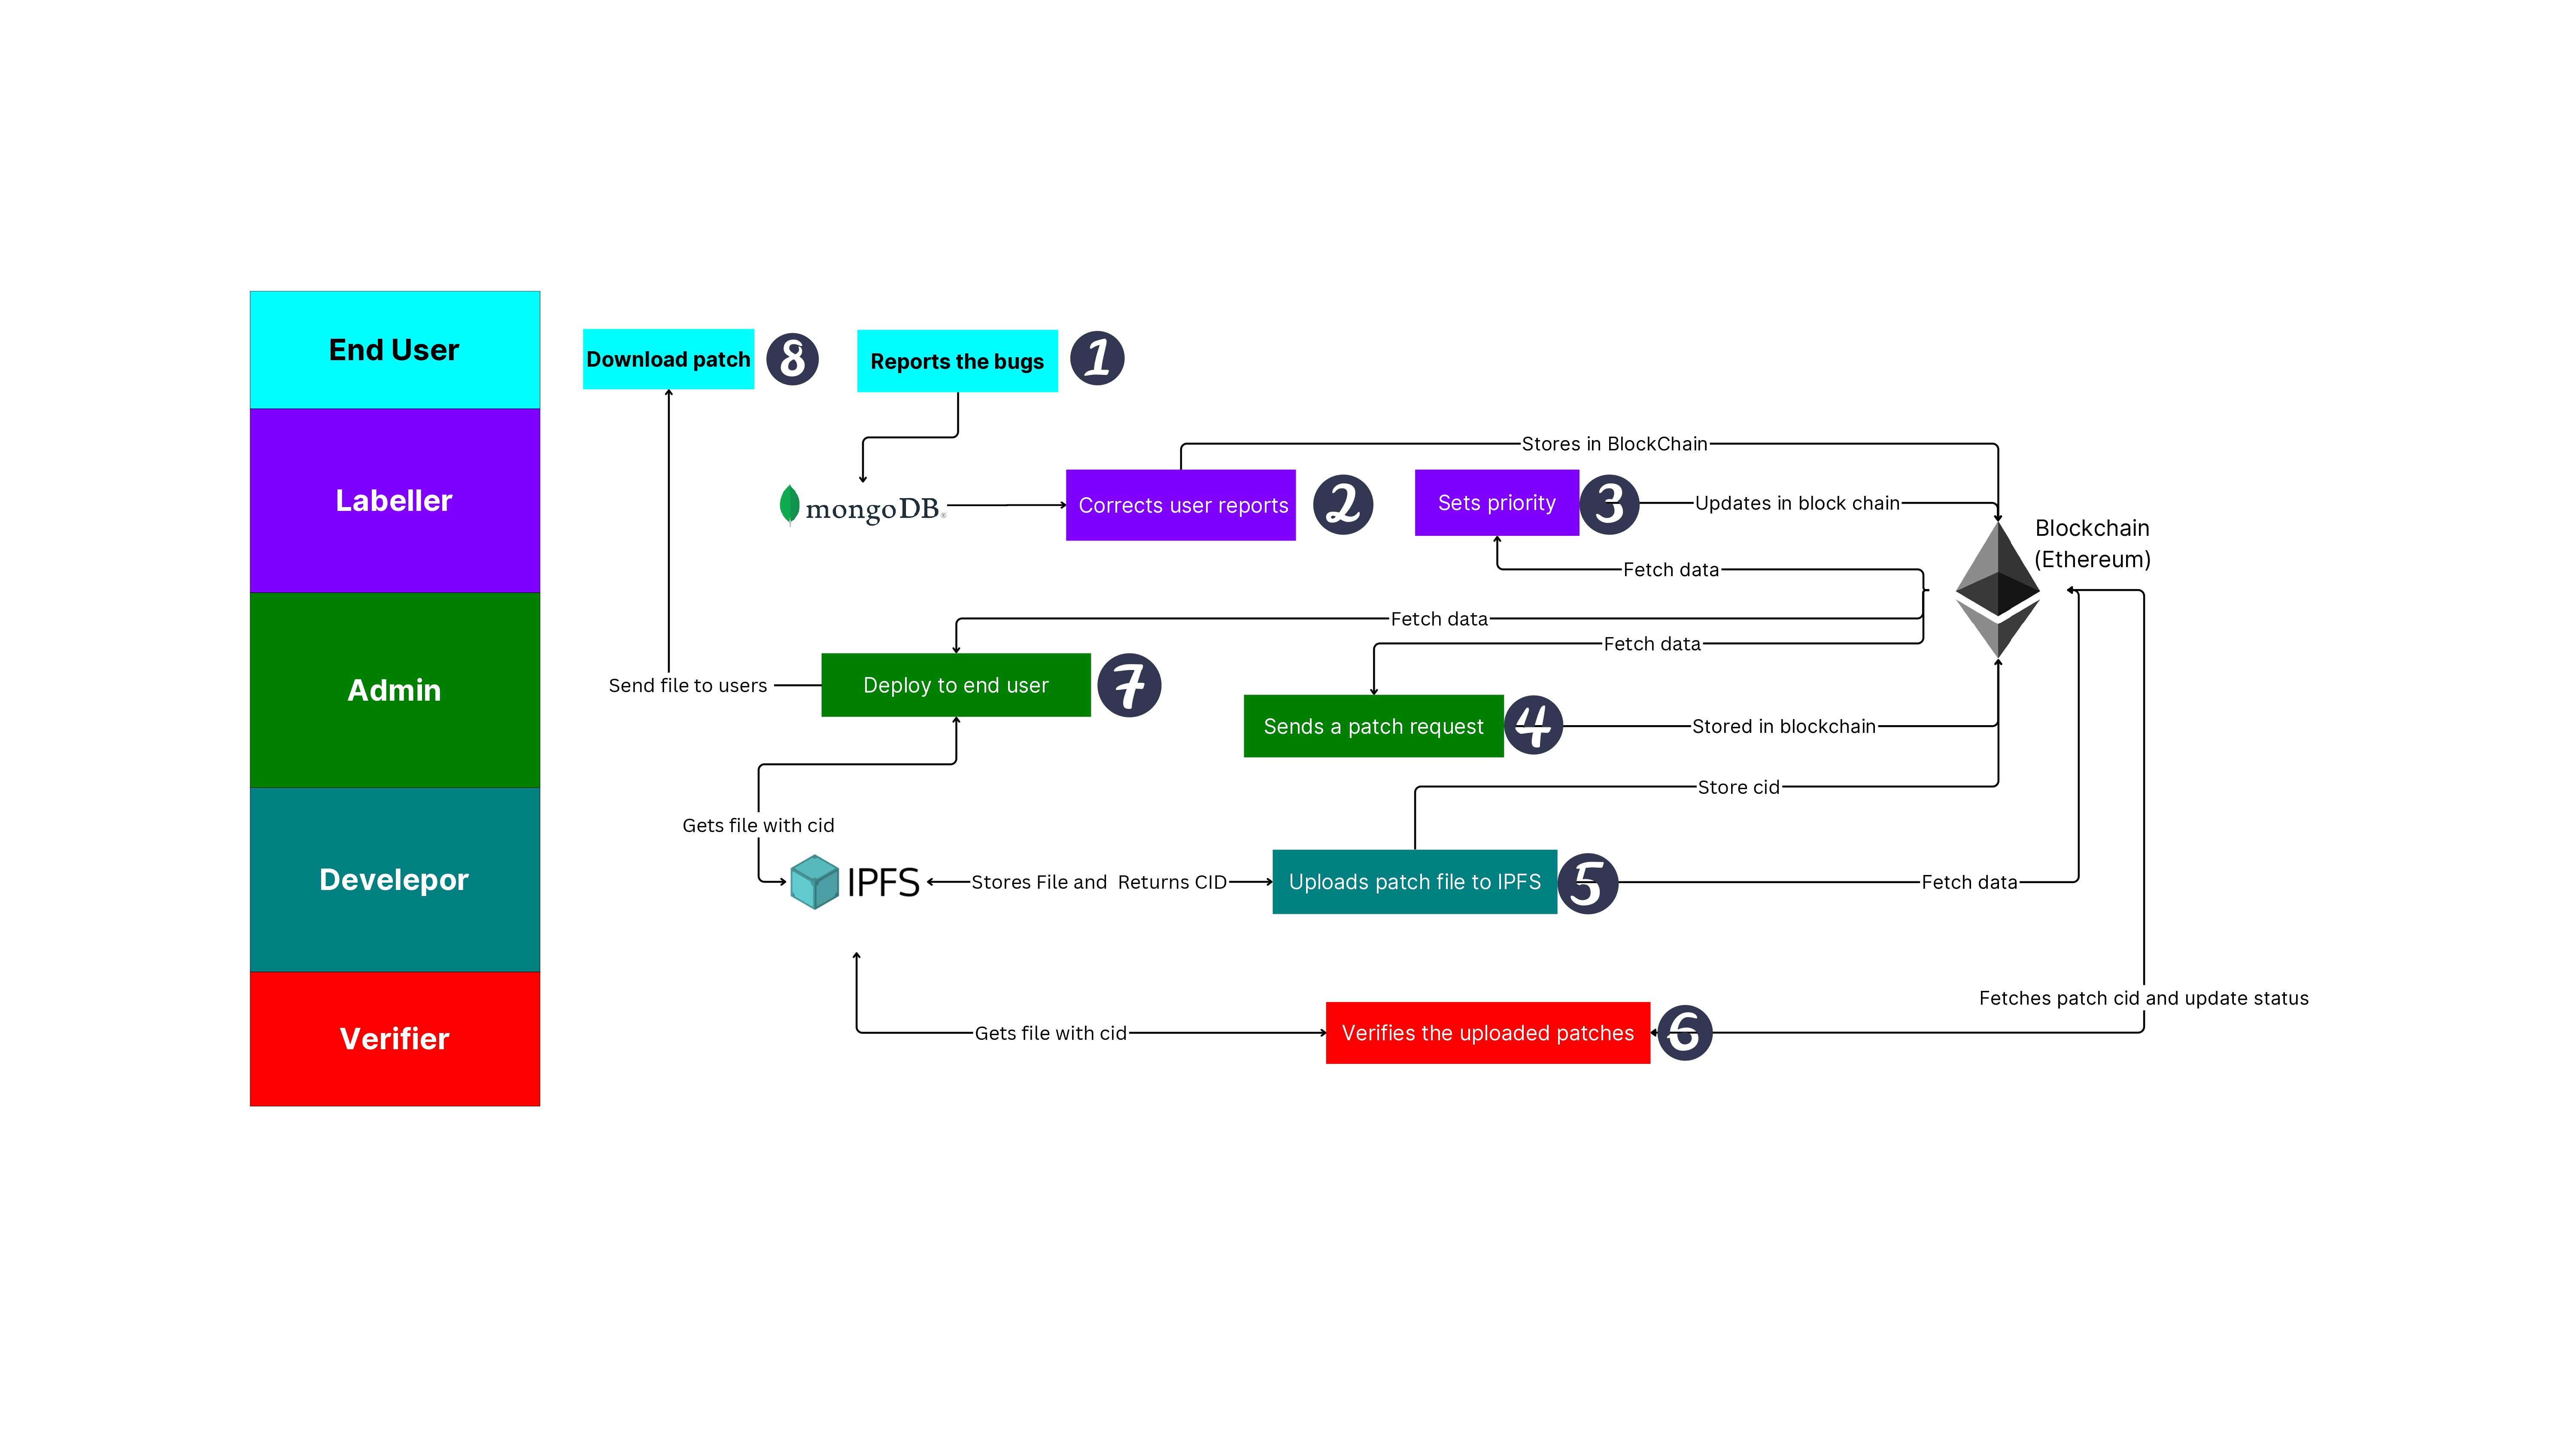 End User
Labeller
Admin
Develepor
Verifier
Download patch
8
Reports the bugs
1
Stores in BlockChain
mongoDB®
Corrects user reports
2
Sets priority
3
Updates in block chain
Blockchain
(Ethereum)
Fetch data
Fetch data
Fetch data
Send file to users
Deploy to end user
7
Sends a patch request
4
Stored in blockchain
Store cid
Gets file with cid
IPFS
Stores File and Returns CID
Uploads patch file to IPFS
5
Fetch data
Fetches patch cid and update status
Gets file with cid
Verifies the uploaded patches
6